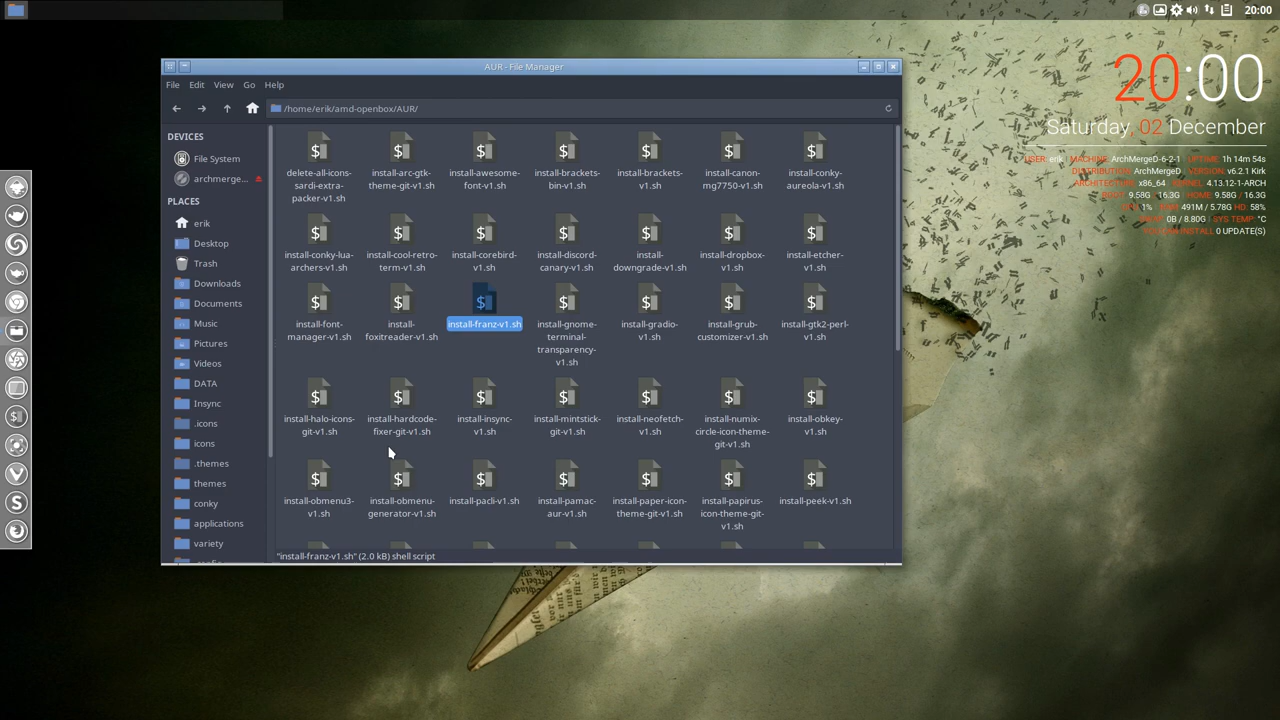 20:00
AUR - File Manager
File Edit View Go Help
/home/erik/amd-openbox/AUR/
DEVICES
File System
archmerge...
PLACES
erik
Desktop
Trash
Downloads
Documents
Music
Pictures
Videos
DATA
Insync
.icons
icons
.themes
themes
conky
applications
variety
delete-all-icons-
sardi-extra-
packer-v1.sh
install-arc-gtk-
theme-git-v1.sh
install-awesome-
font-v1.sh
install-brackets-
bin-v1.sh
install-brackets-
v1.sh
install-canon-
mg7750-v1.sh
install-conky-
aureola-v1.sh
install-conky-lua-
archers-v1.sh
install-cool-retro-
term-v1.sh
install-corebird-
v1.sh
install-discord-
canary-v1.sh
install-
downgrade-v1.sh
install-dropbox-
v1.sh
install-etcher-
v1.sh
install-font-
manager-v1.sh
install-
foxitreader-v1.sh
install-franz-v1.sh
install-gnome-
terminal-
transparency-
v1.sh
install-gradio-
v1.sh
install-grub-
customizer-v1.sh
install-gtk2-perl-
v1.sh
install-halo-icons-
git-v1.sh
install-hardcode-
fixer-git-v1.sh
install-insync-
v1.sh
install-mintstick-
git-v1.sh
install-neofetch-
v1.sh
install-numix-
circle-icon-theme-
git-v1.sh
install-obkey-
v1.sh
install-obmenu3-
v1.sh
install-obmenu-
generator-v1.sh
install-pacli-v1.sh
install-pamac-
aur-v1.sh
install-paper-icon-
theme-git-v1.sh
install-papirus-
icon-theme-git-
v1.sh
install-peek-v1.sh
"install-franz-v1.sh" (2.0 kB) shell script
20:00
Saturday, 02 December
USER: erik | MACHINE: ArchMergeD-6-2-1 | UPTIME: 1h 14m 54s
DISTRIBUTION: ArchMergeD | VERSION: v6.2.1 Kirk
ARCHITECTURE: x86_64 | KERNEL: 4.13.12-1-ARCH
9.58G / 16.3G | HOME: 9.58G / 16.3G
1% | 491M / 5.78G HD: 58%
0B / 8.80G | SYS TEMP: °C
0 UPDATE(S)